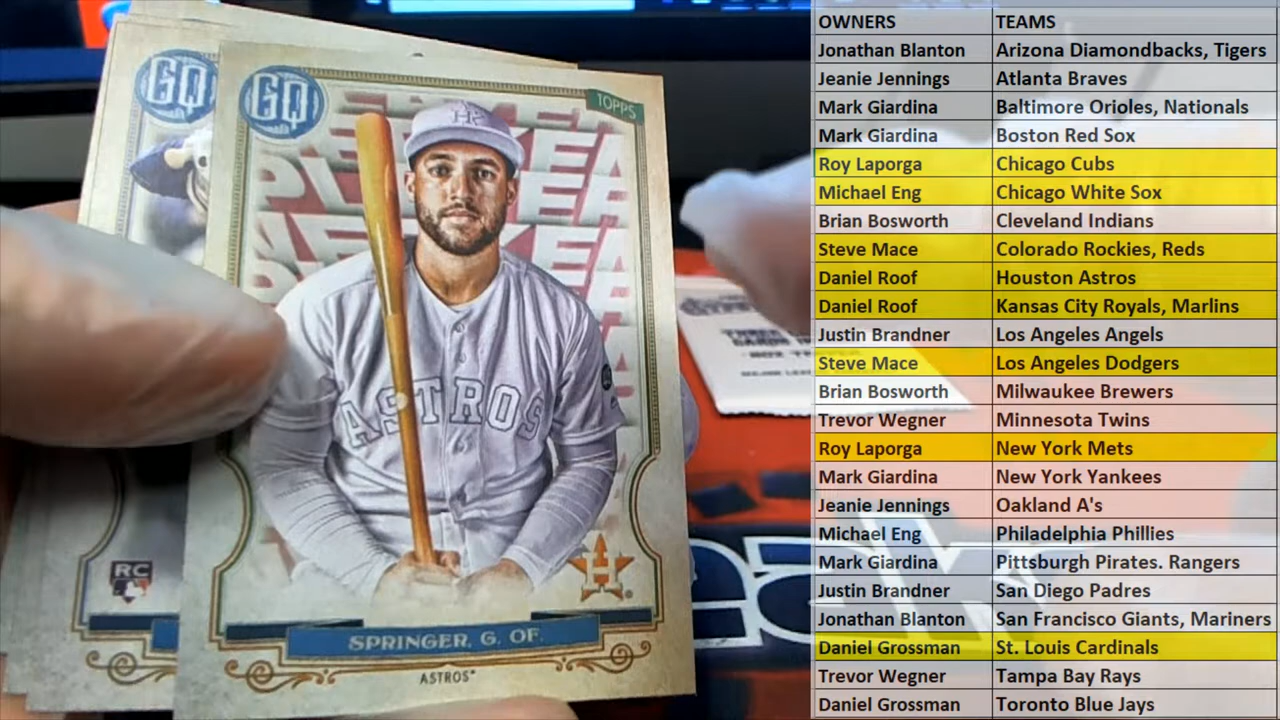 GQ
GQ
TOPPS
ASTROS
RC
SPRINGER, G. OF.
ASTROS
OWNERS TEAMS
Jonathan Blanton Arizona Diamondbacks, Tigers
Jeanie Jennings Atlanta Braves
Mark Giardina Baltimore Orioles, Nationals
Mark Giardina Boston Red Sox
Roy Laporga Chicago Cubs
Michael Eng Chicago White Sox
Brian Bosworth Cleveland Indians
Steve Mace Colorado Rockies, Reds
Daniel Roof Houston Astros
Daniel Roof Kansas City Royals, Marlins
Justin Brandner Los Angeles Angels
Steve Mace Los Angeles Dodgers
Brian Bosworth Milwaukee Brewers
Trevor Wegner Minnesota Twins
Roy Laporga New York Mets
Mark Giardina New York Yankees
Jeanie Jennings Oakland A's
Michael Eng Philadelphia Phillies
Mark Giardina Pittsburgh Pirates. Rangers
Justin Brandner San Diego Padres
Jonathan Blanton San Francisco Giants, Mariners
Daniel Grossman St. Louis Cardinals
Trevor Wegner Tampa Bay Rays
Daniel Grossman Toronto Blue Jays